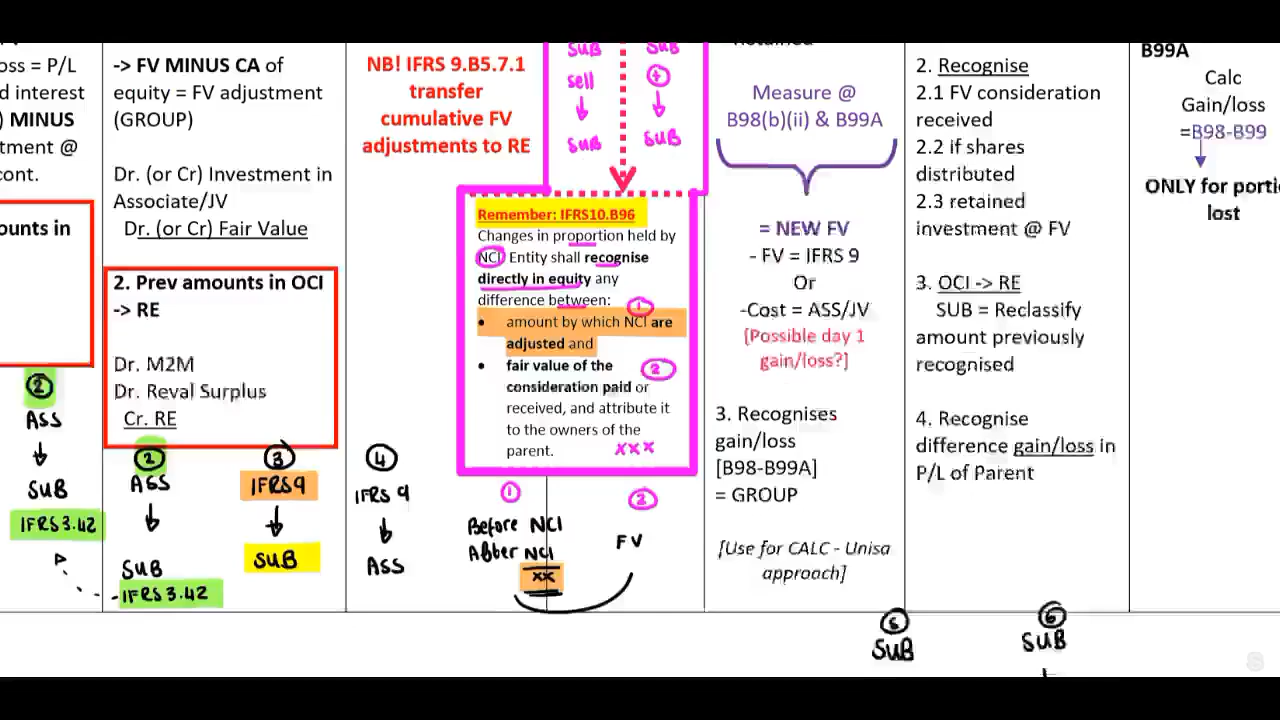 oss = P/L
d interest
) MINUS
tment @
cont.
ounts in
②
ASS
SUB
IFRS3.42
-> FV MINUS CA of
equity = FV adjustment
(GROUP)
Dr. (or Cr) Investment in
Associate/JV
Dr. (or Cr) Fair Value
2. Prev amounts in OCI
-> RE
Dr. M2M
Dr. Reval Surplus
Cr. RE
②
ASS
SUB
IFRS3.42
③
IFRS9
SUB
NB! IFRS 9.B5.7.1
transfer
cumulative FV
adjustments to RE
④
IFRS 9
ASS
SUB SUB
sell +
SUB SUB
Remember: IFRS10.B96
Changes in proportion held by
NCI. Entity shall recognise
directly in equity any
difference between:
①
• amount by which NCI are
adjusted and
• fair value of the ②
consideration paid or
received, and attribute it
to the owners of the
parent. xxx
① ②
Before NCI
After NCI
FV
xx
retained
Measure @
B98(b)(ii) & B99A
= NEW FV
- FV = IFRS 9
Or
-Cost = ASS/JV
[Possible day 1
gain/loss?]
3. Recognises
gain/loss
[B98-B99A]
= GROUP
[Use for CALC - Unisa
approach]
⑤
SUB
2. Recognise
2.1 FV consideration
received
2.2 if shares
distributed
2.3 retained
investment @ FV
3. OCI -> RE
SUB = Reclassify
amount previously
recognised
4. Recognise
difference gain/loss in
P/L of Parent
⑥
SUB
B99A
Calc
Gain/loss
=B98-B99
ONLY for portio
lost